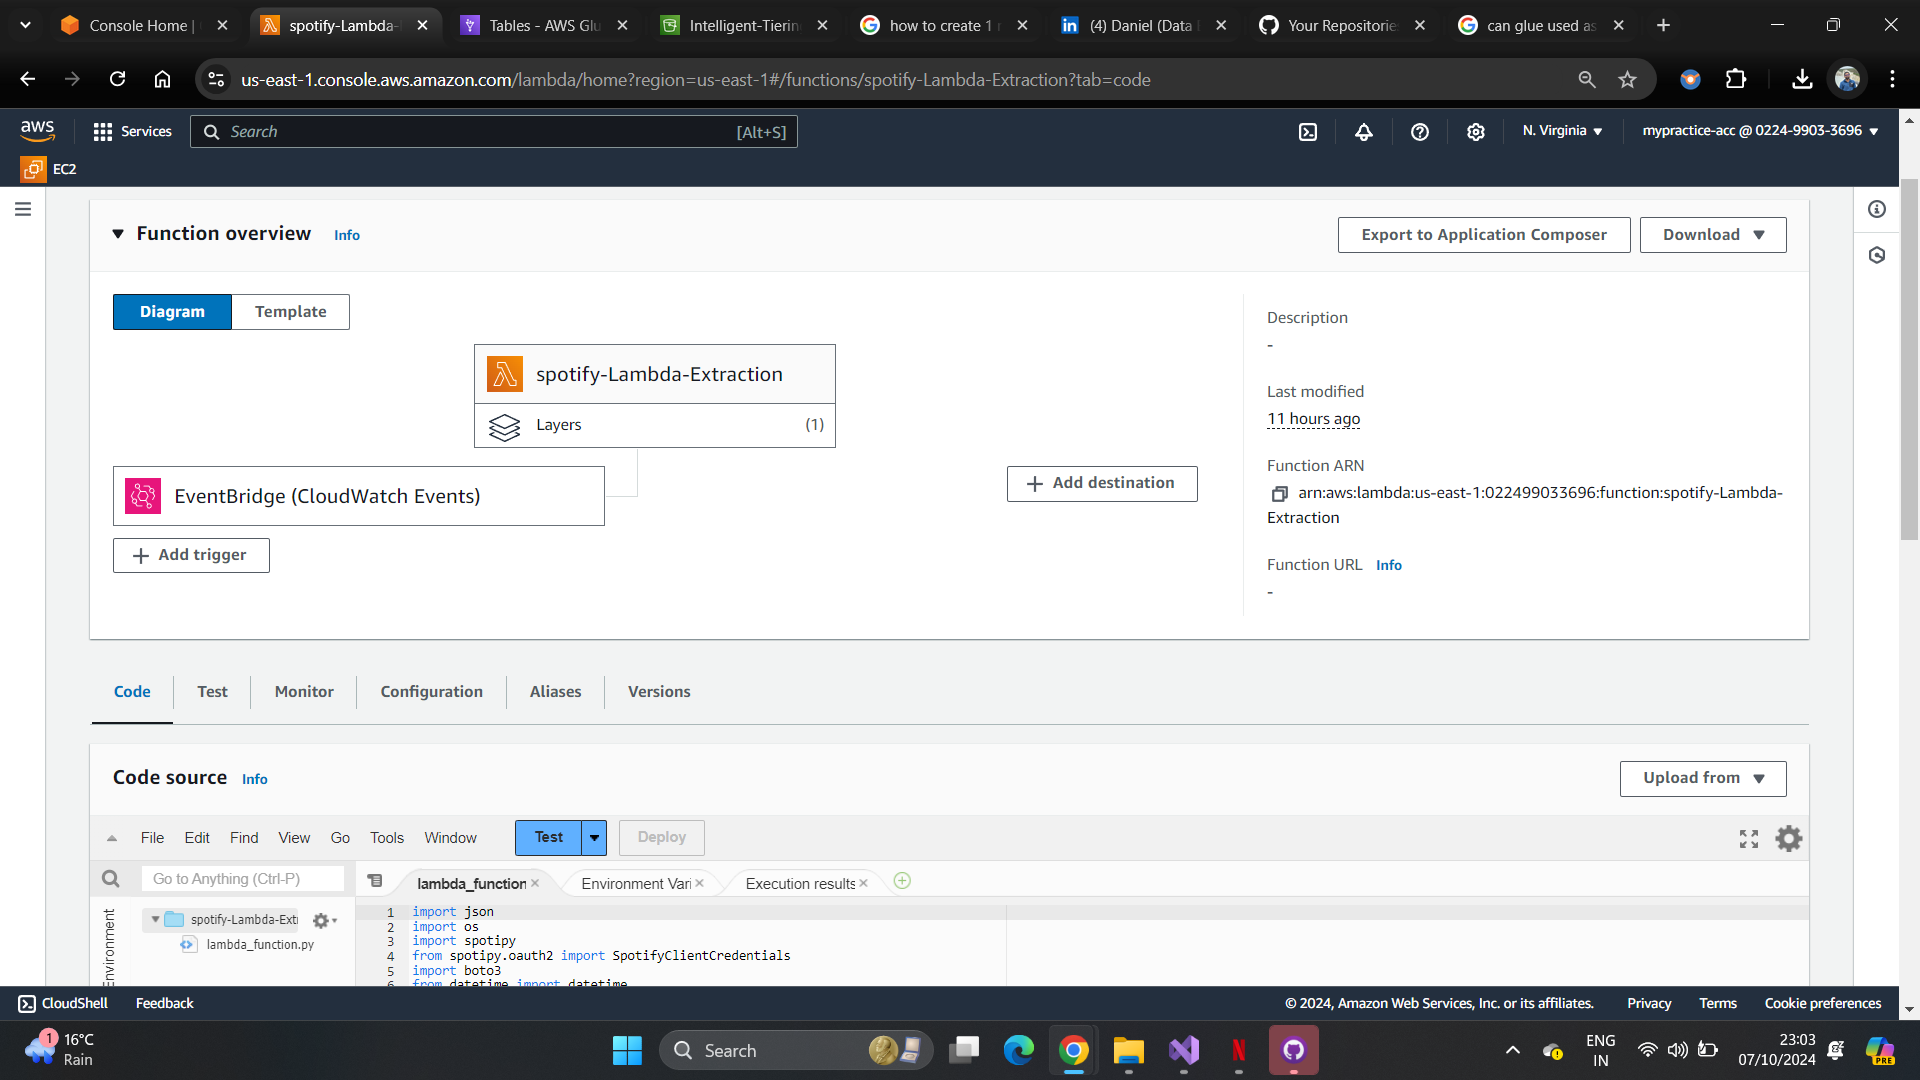 Console Home |
spotify-Lambda-
Tables - AWS Glu
Intelligent-Tierin
how to create 1 r
(4) Daniel (Data
Your Repositorie
can glue used as
us-east-1.console.aws.amazon.com/lambda/home?region=us-east-1#/functions/spotify-Lambda-Extraction?tab=code
aws
Services
Search
[Alt+S]
N. Virginia
mypractice-acc @ 0224-9903-3696
EC2
Function overview
Info
Export to Application Composer
Download
Diagram
Template
spotify-Lambda-Extraction
Layers
(1)
EventBridge (CloudWatch Events)
Add trigger
Add destination
Description
-
Last modified
11 hours ago
Function ARN
arn:aws:lambda:us-east-1:022499033696:function:spotify-Lambda-
Extraction
Function URL Info
-
Code
Test
Monitor
Configuration
Aliases
Versions
Code source
Info
Upload from
File
Edit
Find
View
Go
Tools
Window
Test
Deploy
Go to Anything (Ctrl-P)
lambda_function
Environment Vari
Execution results
Environment
spotify-Lambda-Ext
lambda_function.py
1 import json
2 import os
3 import spotipy
4 from spotipy.oauth2 import SpotifyClientCredentials
5 import boto3
6 from datetime import datetime
CloudShell
Feedback
© 2024, Amazon Web Services, Inc. or its affiliates.
Privacy
Terms
Cookie preferences
1
16°C
Rain
Search
ENG
IN
23:03
07/10/2024
PRE